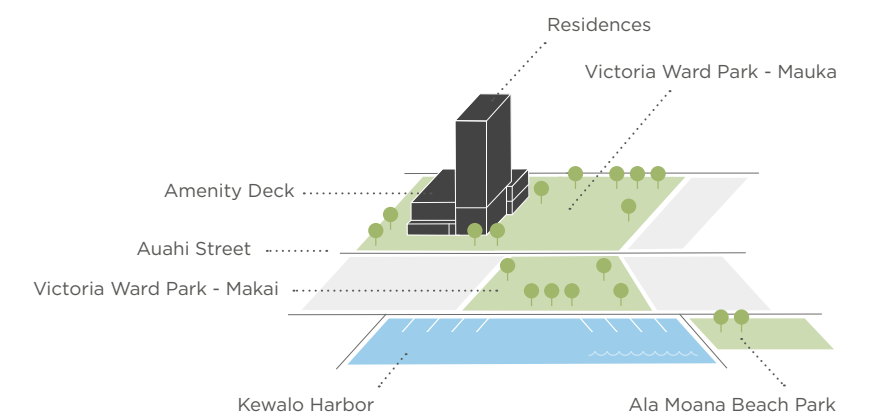 Residences
Victoria Ward Park - Mauka
Amenity Deck
Auahi Street
Victoria Ward Park - Makai
Kewalo Harbor
Ala Moana Beach Park